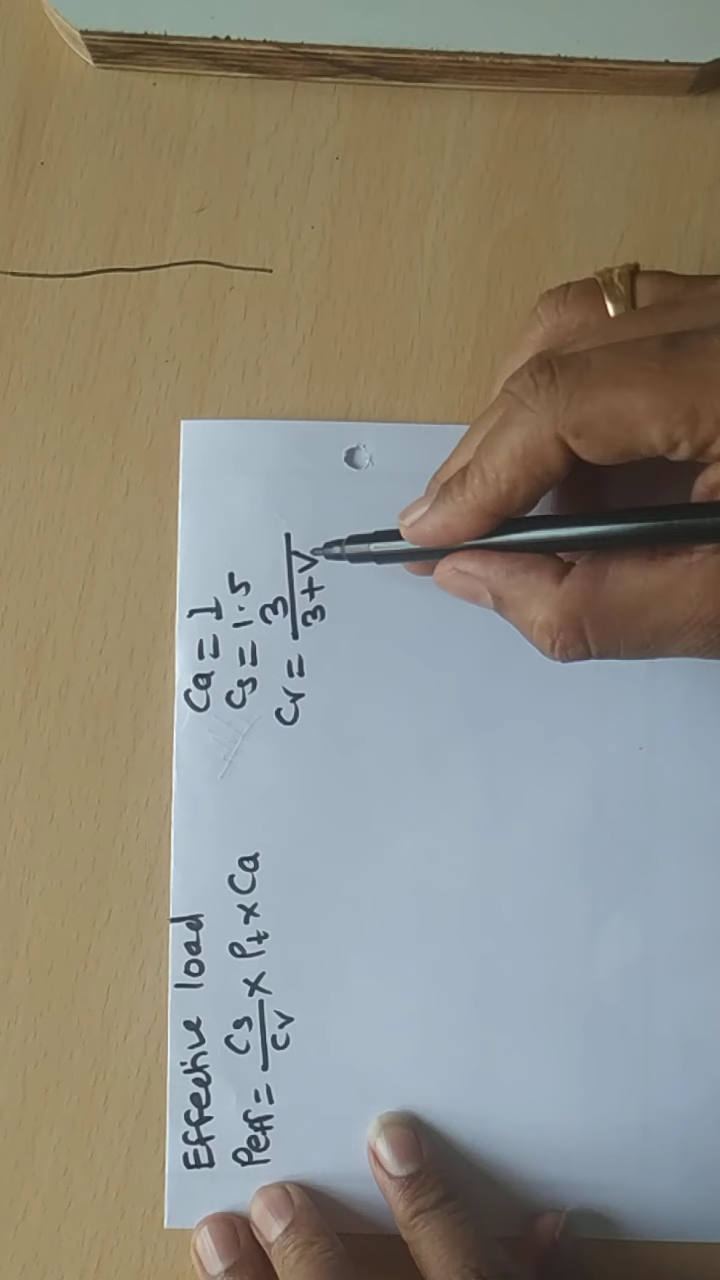 Effective load
Peff = Cs/Cv × Pt × Ca
Ca = 1
Cs = 1.5
Cv = 3/3+V